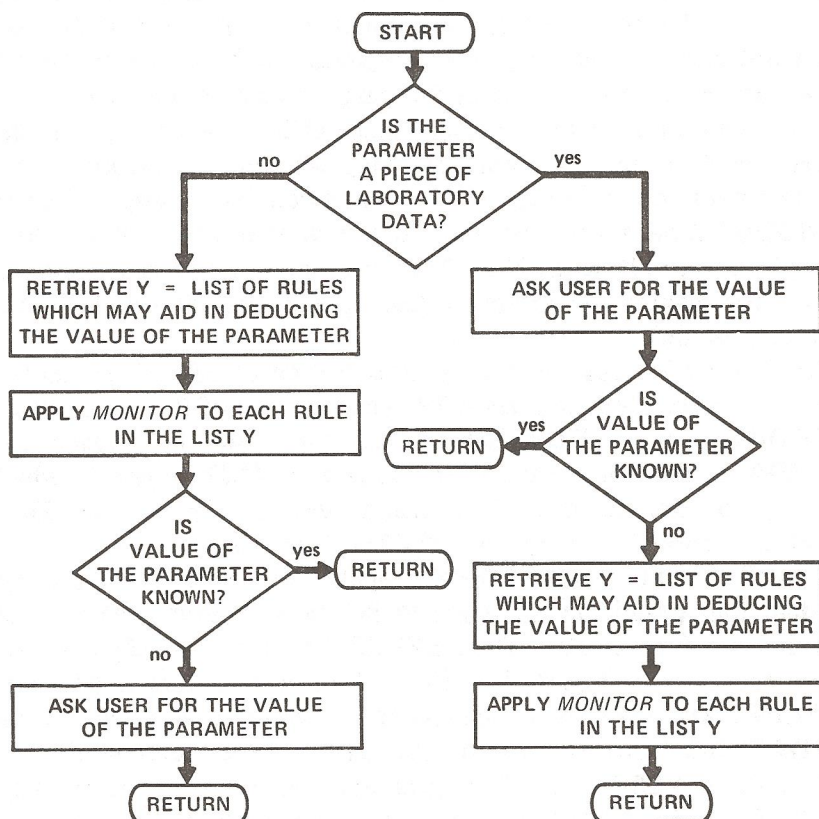 START
IS THE
PARAMETER
A PIECE OF
LABORATORY
DATA?
no
yes
RETRIEVE Y = LIST OF RULES
WHICH MAY AID IN DEDUCING
THE VALUE OF THE PARAMETER
APPLY MONITOR TO EACH RULE
IN THE LIST Y
IS
VALUE OF
THE PARAMETER
KNOWN?
yes
RETURN
no
ASK USER FOR THE VALUE
OF THE PARAMETER
RETURN
ASK USER FOR THE VALUE
OF THE PARAMETER
IS
VALUE OF
THE PARAMETER
KNOWN?
yes
RETURN
no
RETRIEVE Y = LIST OF RULES
WHICH MAY AID IN DEDUCING
THE VALUE OF THE PARAMETER
APPLY MONITOR TO EACH RULE
IN THE LIST Y
RETURN